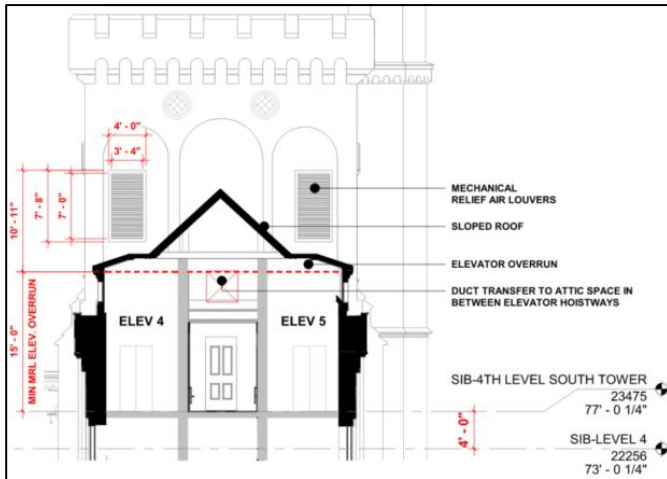 4' - 0"
3' - 4"
10' - 11"
7' - 8"
7' - 0"
MECHANICAL
RELIEF AIR LOUVERS
SLOPED ROOF
ELEVATOR OVERRUN
DUCT TRANSFER TO ATTIC SPACE IN
BETWEEN ELEVATOR HOISTWAYS
15' - 0"
MIN MRL ELEV. OVERRUN
ELEV 4
ELEV 5
SIB-4TH LEVEL SOUTH TOWER
23475
77' - 0 1/4"
4' - 0"
SIB-LEVEL 4
22256
73' - 0 1/4"